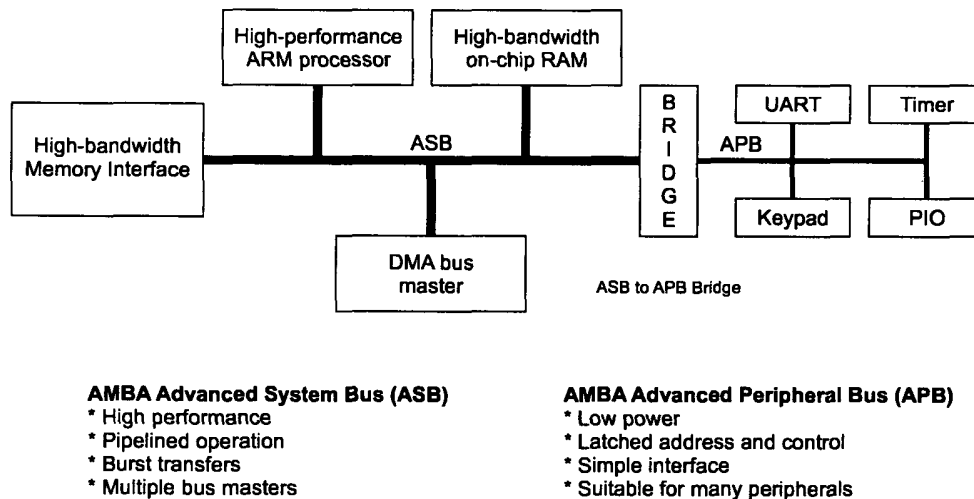 High-performance
ARM processor
High-bandwidth
on-chip RAM
High-bandwidth
Memory Interface
ASB
BRIDGE
APB
UART
Timer
Keypad
PIO
DMA bus
master
ASB to APB Bridge
AMBA Advanced System Bus (ASB)
* High performance
* Pipelined operation
* Burst transfers
* Multiple bus masters
AMBA Advanced Peripheral Bus (APB)
* Low power
* Latched address and control
* Simple interface
* Suitable for many peripherals